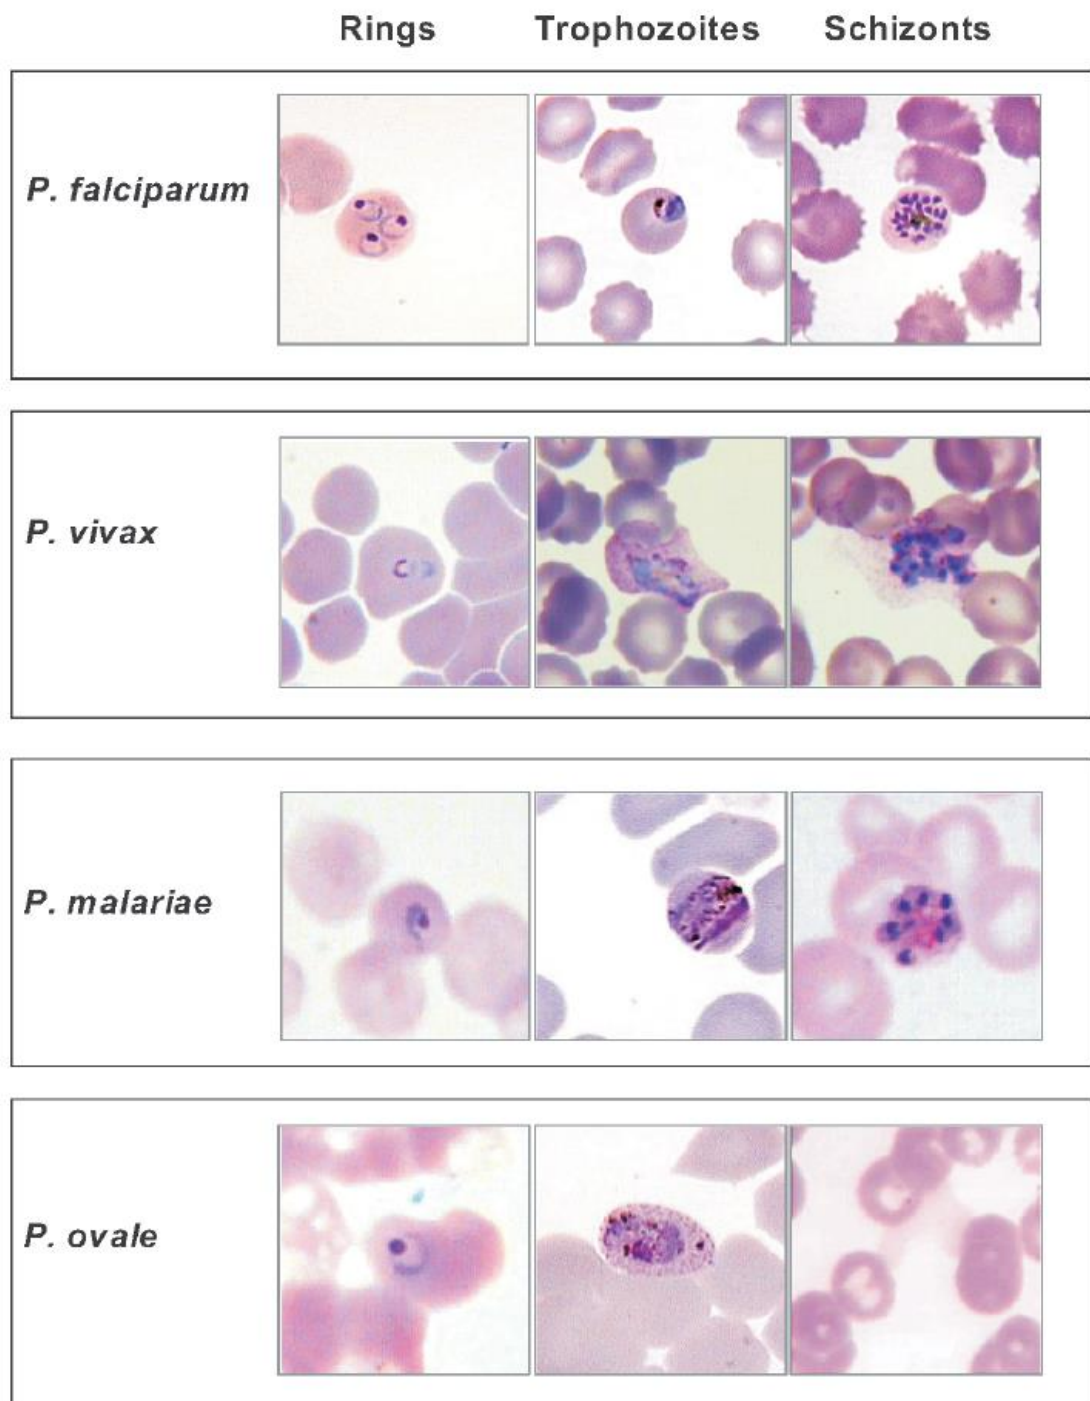 Rings Trophozoites Schizonts
P. falciparum
P. vivax
P. malariae
P. ovale